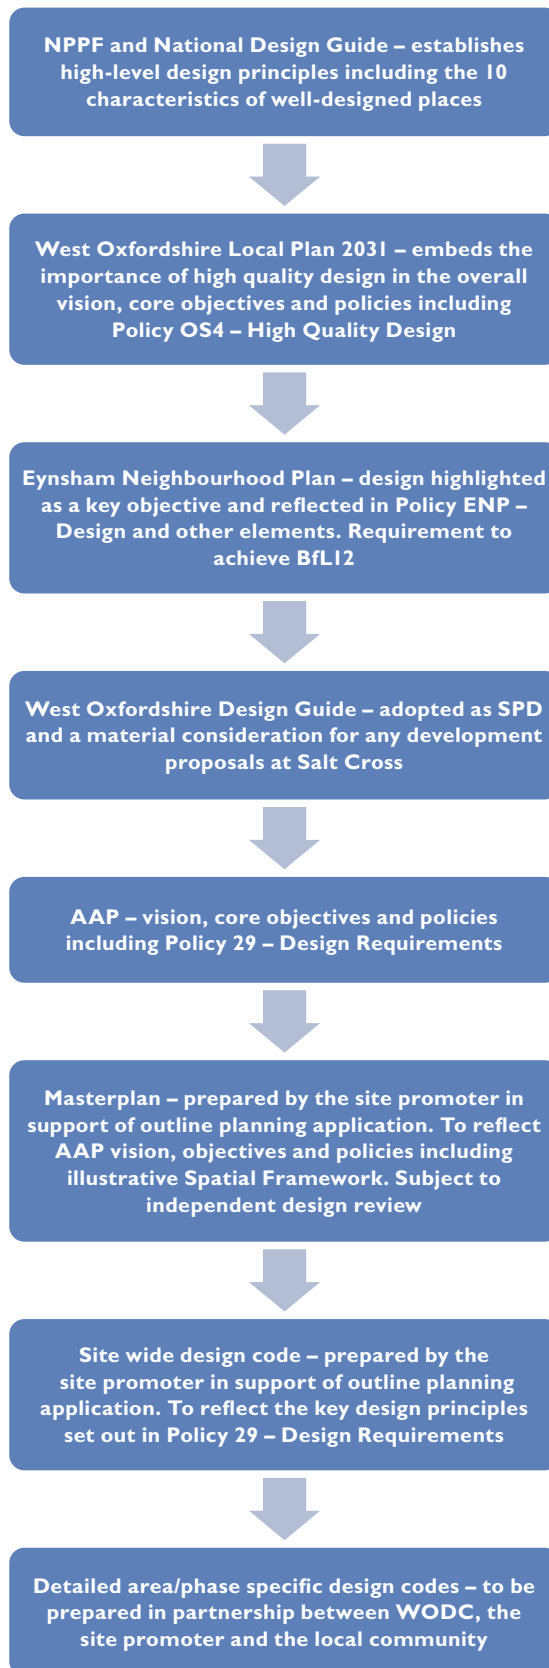 NPPF and National Design Guide – establishes
high-level design principles including the 10
characteristics of well-designed places
West Oxfordshire Local Plan 2031 – embeds the
importance of high quality design in the overall
vision, core objectives and policies including
Policy OS4 – High Quality Design
Eynsham Neighbourhood Plan – design highlighted
as a key objective and reflected in Policy ENP –
Design and other elements. Requirement to
achieve BfL12
West Oxfordshire Design Guide – adopted as SPD
and a material consideration for any development
proposals at Salt Cross
AAP – vision, core objectives and policies
including Policy 29 – Design Requirements
Masterplan – prepared by the site promoter in
support of outline planning application. To reflect
AAP vision, objectives and policies including
illustrative Spatial Framework. Subject to
independent design review
Site wide design code – prepared by the
site promoter in support of outline planning
application. To reflect the key design principles
set out in Policy 29 – Design Requirements
Detailed area/phase specific design codes – to be
prepared in partnership between WODC, the
site promoter and the local community